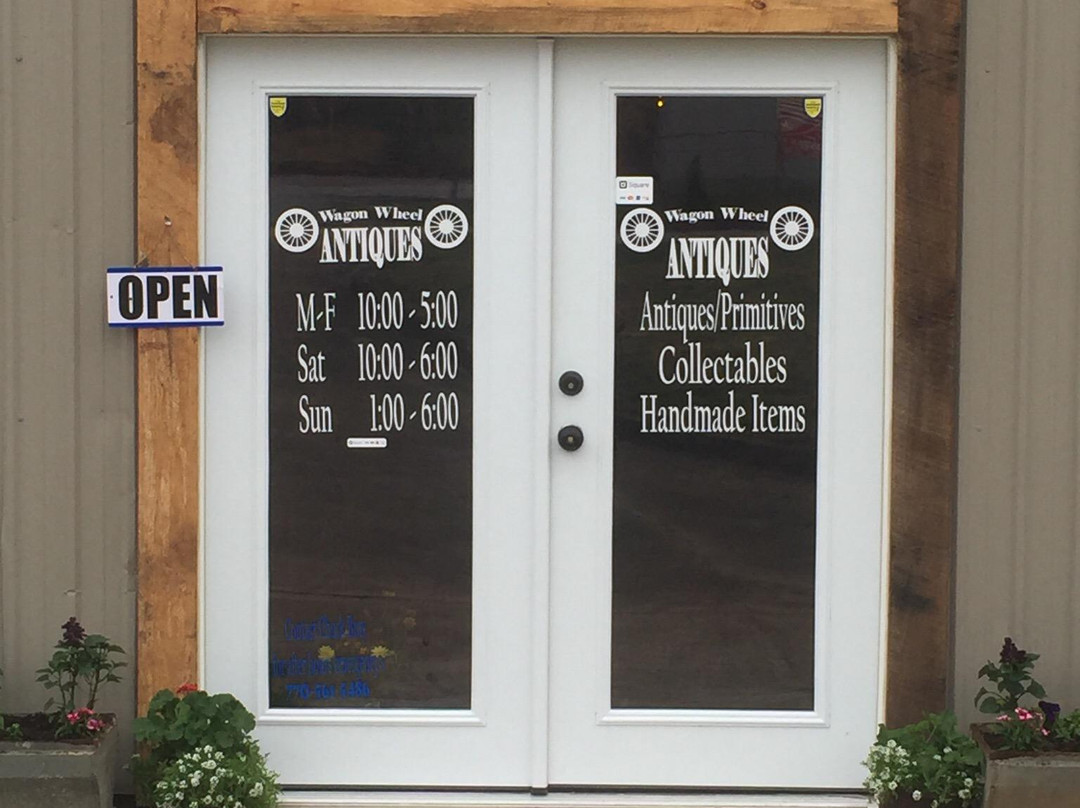 OPEN
Wagon Wheel
ANTIQUES
M-F 10:00 - 5:00
Sat 10:00 - 6:00
Sun 1:00 - 6:00
Square
Wagon Wheel
ANTIQUES
Antiques/Primitives
Collectables
Handmade Items